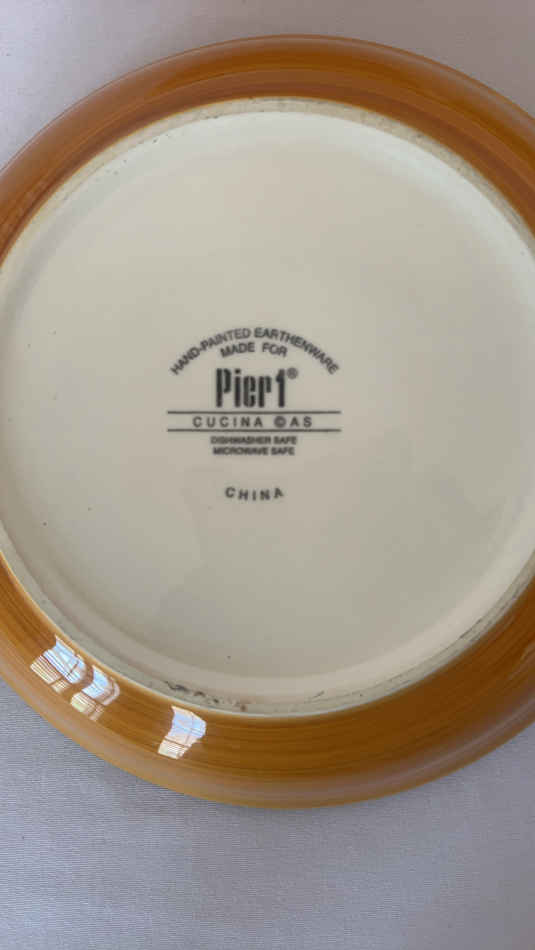 HAND-PAINTED EARTHENWARE
MADE FOR
Pier1®
CUCINA ©AS
DISHWASHER SAFE
MICROWAVE SAFE
CHINA